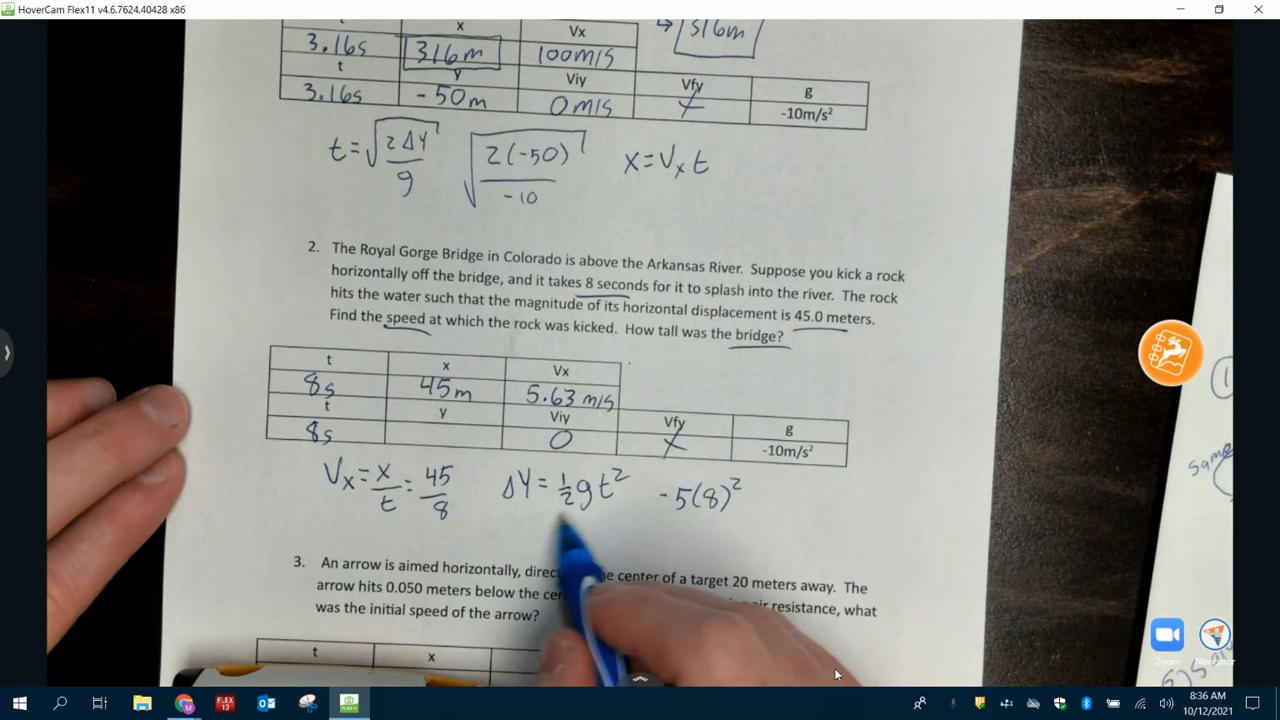 HoverCam Flex11 v4.6.7624.40428 x86
t x Vx
3.16s 316m 100m/s
↳ 316m
t y Viy Vfy g
3.16s -50m 0m/s X -10m/s²
t = √(2ΔY/g) √(2(-50)/-10) x = Vx t
2. The Royal Gorge Bridge in Colorado is above the Arkansas River. Suppose you kick a rock
horizontally off the bridge, and it takes 8 seconds for it to splash into the river. The rock
hits the water such that the magnitude of its horizontal displacement is 45.0 meters.
Find the speed at which the rock was kicked. How tall was the bridge?
t x Vx
8s 45m 5.63 m/s
t y Viy Vfy g
8s 0 X -10m/s²
Vx = x/t = 45/8 ΔY = ½gt² -5(8)²
3. An arrow is aimed horizontally, direc e center of a target 20 meters away. The
arrow hits 0.050 meters below the cen air resistance, what
was the initial speed of the arrow?
t x
same
Zoom
Navigator
FLEX
11
8:36 AM
10/12/2021